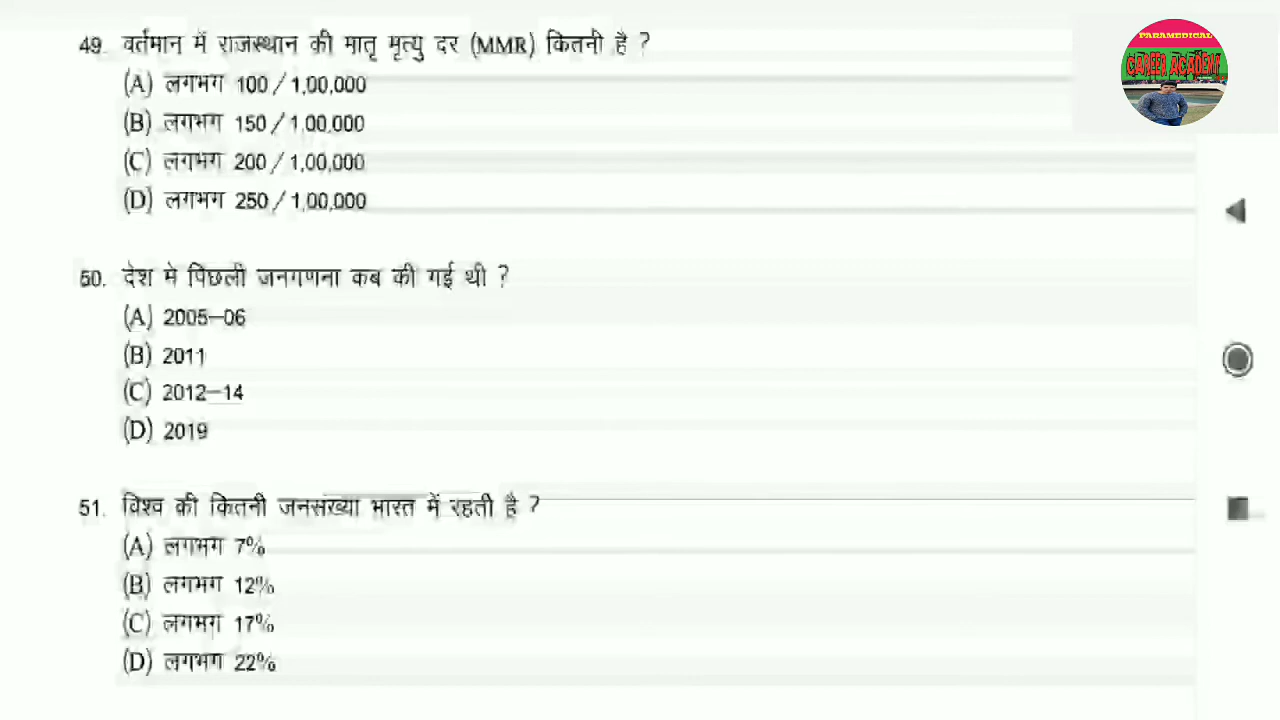 PARAMEDICAL
CAREER ACADEMY
49. वर्तमान में राजस्थान की मातृ मृत्यु दर (MMR) कितनी है ?
(A) लगभग 100 / 1,00,000
(B) लगभग 150 / 1,00,000
(C) लगभग 200 / 1,00,000
(D) लगभग 250 / 1,00,000
50. देश मे पिछली जनगणना कब की गई थी ?
(A) 2005–06
(B) 2011
(C) 2012–14
(D) 2019
51. विश्व की कितनी जनसंख्या भारत में रहती है ?
(A) लगभग 7%
(B) लगभग 12%
(C) लगभग 17%
(D) लगभग 22%